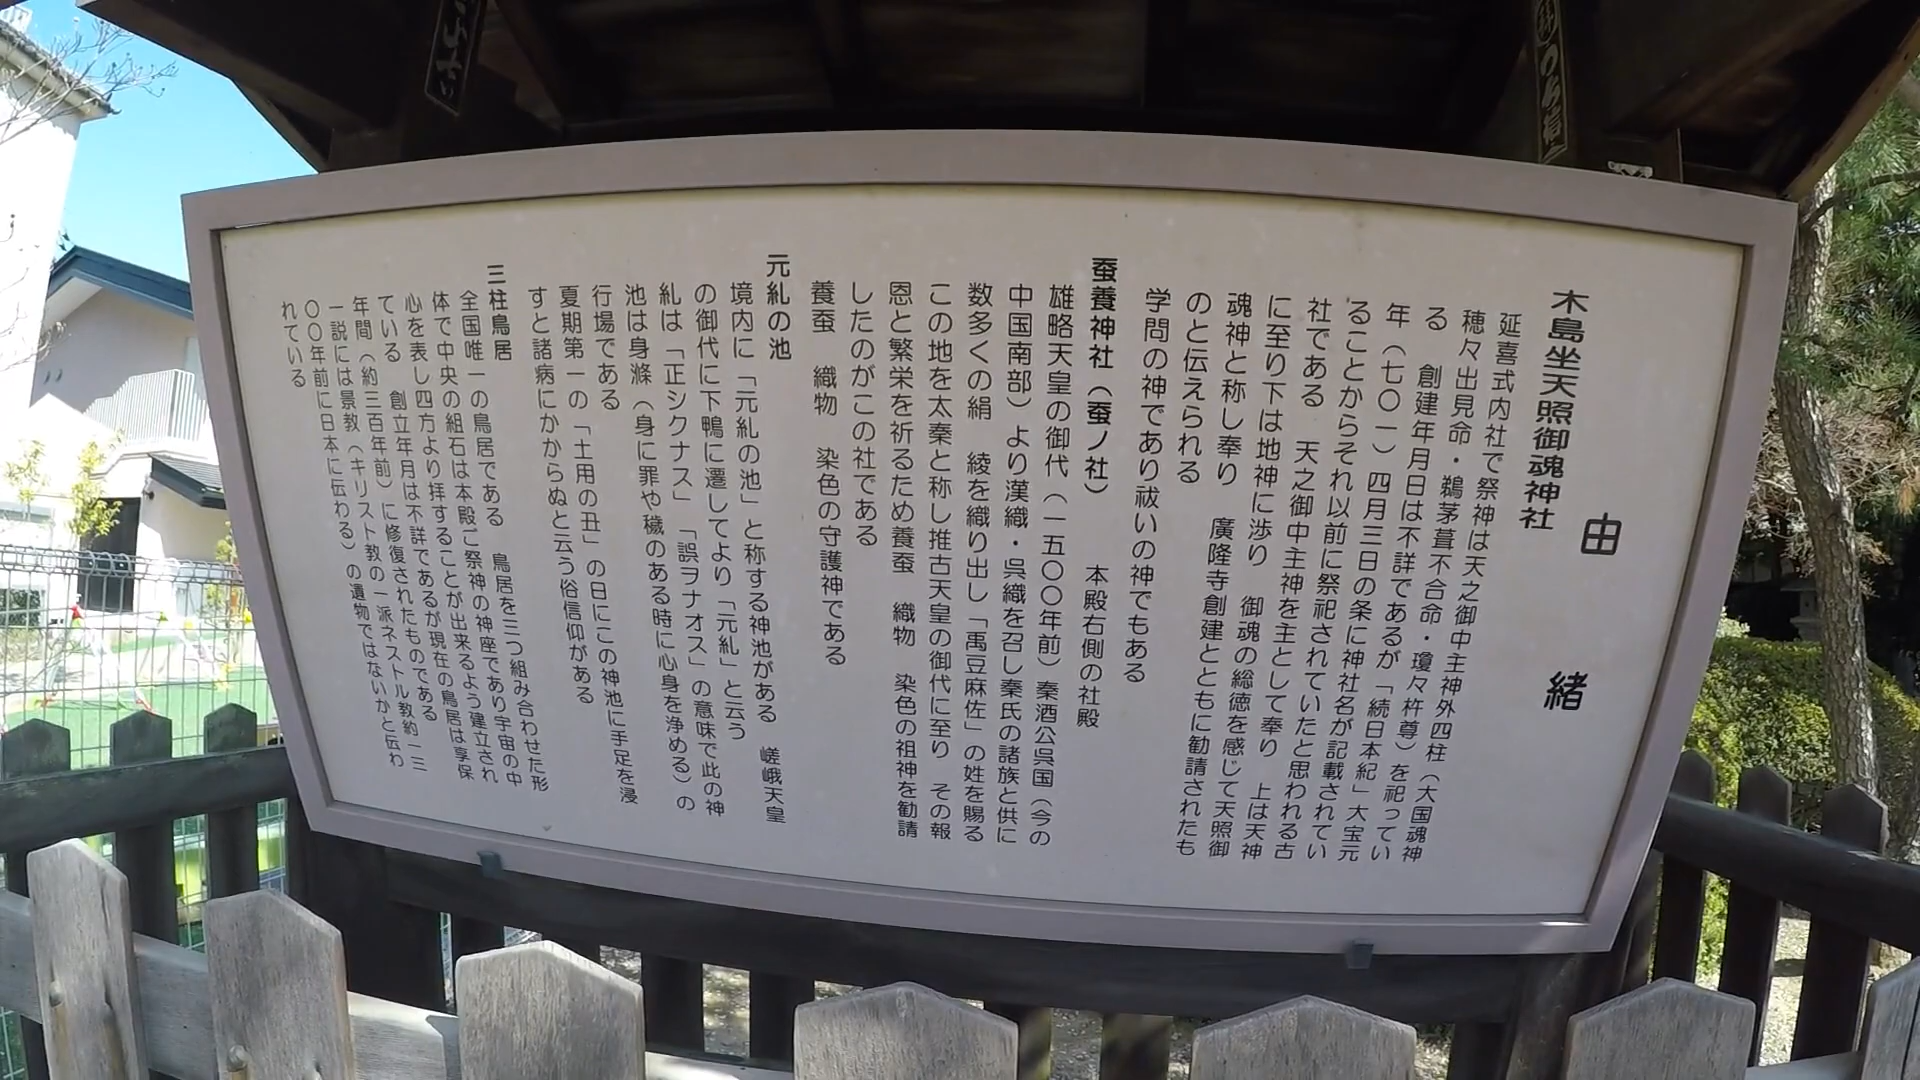 由緒
木島坐天照御魂神社
延喜式内社で祭神は天之御中主神外四柱（大国魂神
穂々出見命・鵜茅葺不合命・瓊々杵尊）を祀ってい
る　創建年月日は不詳であるが「続日本紀」大宝元
年（七〇一）四月三日の条に神社名が記載されてい
ることからそれ以前に祭祀されていたと思われる古
社である　天之御中主神を主として奉り　上は天神
に至り下は地神に渉り　御魂の総徳を感じて天照御
魂神と称し奉り　廣隆寺創建とともに勧請されたも
のと伝えられる
学問の神であり祓いの神でもある
蚕養神社（蚕ノ社）　本殿右側の社殿
雄略天皇の御代（一五〇〇年前）秦酒公呉国（今の
中国南部）より漢織・呉織を召し秦氏の諸族と供に
数多くの絹　綾を織り出し「禹豆麻佐」の姓を賜る
この地を太秦と称し推古天皇の御代に至り　その報
恩と繁栄を祈るため養蚕　織物　染色の祖神を勧請
したのがこの社である
養蚕　織物　染色の守護神である
元糺の池
境内に「元糺の池」と称する神池がある　嵯峨天皇
の御代に下鴨に遷してより「元糺」と云う
糺は「正シクナス」「誤ヲナオス」の意味で此の神
池は身滌（身に罪や穢のある時に心身を浄める）の
行場である
夏期第一の「土用の丑」の日にこの神池に手足を浸
すと諸病にかからぬと云う俗信仰がある
三柱鳥居
全国唯一の鳥居である　鳥居を三つ組み合わせた形
体で中央の組石は本殿ご祭神の神座であり宇宙の中
心を表し四方より拝することが出来るよう建立され
ている　創立年月は不詳であるが現在の鳥居は享保
年間（約三百年前）に修復されたものである
一説には景教（キリスト教の一派ネストル教約一三
〇〇年前に日本に伝わる）の遺物ではないかと伝わ
れている